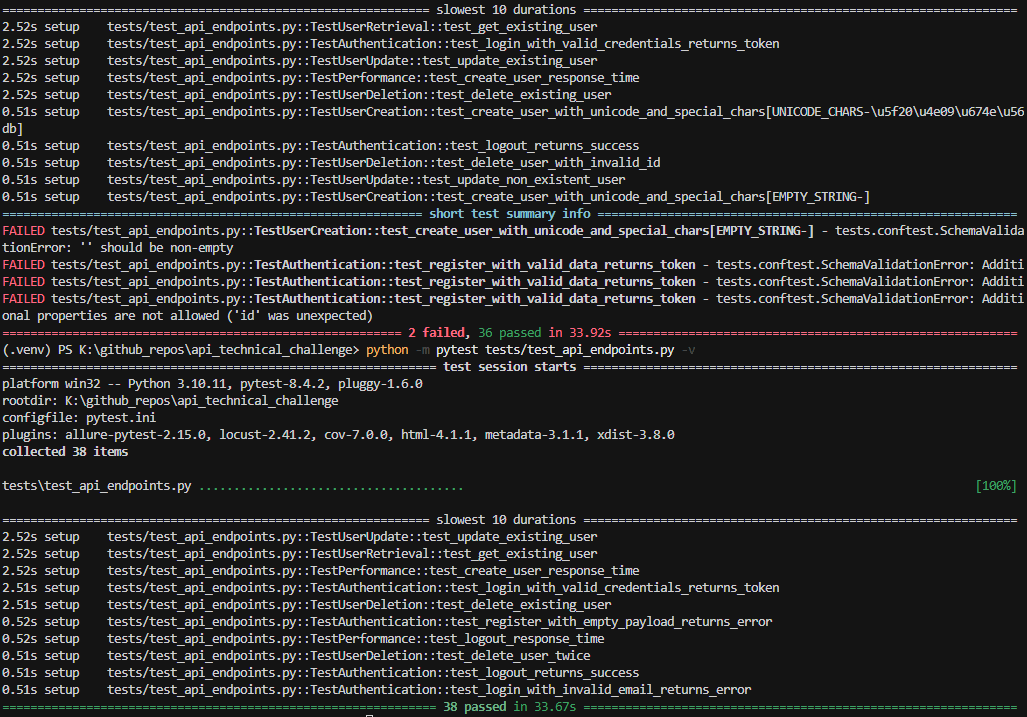 ============================================================= slowest 10 durations ==============================================================
2.52s setup    tests/test_api_endpoints.py::TestUserRetrieval::test_get_existing_user
2.52s setup    tests/test_api_endpoints.py::TestAuthentication::test_login_with_valid_credentials_returns_token
2.52s setup    tests/test_api_endpoints.py::TestUserUpdate::test_update_existing_user
2.52s setup    tests/test_api_endpoints.py::TestPerformance::test_create_user_response_time
2.52s setup    tests/test_api_endpoints.py::TestUserDeletion::test_delete_existing_user
0.51s setup    tests/test_api_endpoints.py::TestUserCreation::test_create_user_with_unicode_and_special_chars[UNICODE_CHARS-\u5f20\u4e09\u674e\u56
db]
0.51s setup    tests/test_api_endpoints.py::TestAuthentication::test_logout_returns_success
0.51s setup    tests/test_api_endpoints.py::TestUserDeletion::test_delete_user_with_invalid_id
0.51s setup    tests/test_api_endpoints.py::TestUserUpdate::test_update_non_existent_user
0.51s setup    tests/test_api_endpoints.py::TestUserCreation::test_create_user_with_unicode_and_special_chars[EMPTY_STRING-]
============================================================ short test summary info ============================================================
FAILED tests/test_api_endpoints.py::TestUserCreation::test_create_user_with_unicode_and_special_chars[EMPTY_STRING-] - tests.conftest.SchemaValida
tionError: '' should be non-empty
FAILED tests/test_api_endpoints.py::TestAuthentication::test_register_with_valid_data_returns_token - tests.conftest.SchemaValidationError: Additi
FAILED tests/test_api_endpoints.py::TestAuthentication::test_register_with_valid_data_returns_token - tests.conftest.SchemaValidationError: Additi
FAILED tests/test_api_endpoints.py::TestAuthentication::test_register_with_valid_data_returns_token - tests.conftest.SchemaValidationError: Additi
onal properties are not allowed ('id' was unexpected)
========================================================= 2 failed, 36 passed in 33.92s =========================================================
(.venv) PS K:\github_repos\api_technical_challenge> python -m pytest tests/test_api_endpoints.py -v
============================================================== test session starts ==============================================================
platform win32 -- Python 3.10.11, pytest-8.4.2, pluggy-1.6.0
rootdir: K:\github_repos\api_technical_challenge
configfile: pytest.ini
plugins: allure-pytest-2.15.0, locust-2.41.2, cov-7.0.0, html-4.1.1, metadata-3.1.1, xdist-3.8.0
collected 38 items
tests\test_api_endpoints.py ...................................... [100%]
============================================================= slowest 10 durations ==============================================================
2.52s setup    tests/test_api_endpoints.py::TestUserUpdate::test_update_existing_user
2.52s setup    tests/test_api_endpoints.py::TestUserRetrieval::test_get_existing_user
2.52s setup    tests/test_api_endpoints.py::TestPerformance::test_create_user_response_time
2.51s setup    tests/test_api_endpoints.py::TestAuthentication::test_login_with_valid_credentials_returns_token
2.51s setup    tests/test_api_endpoints.py::TestUserDeletion::test_delete_existing_user
0.52s setup    tests/test_api_endpoints.py::TestAuthentication::test_register_with_empty_payload_returns_error
0.52s setup    tests/test_api_endpoints.py::TestPerformance::test_logout_response_time
0.51s setup    tests/test_api_endpoints.py::TestUserDeletion::test_delete_user_twice
0.51s setup    tests/test_api_endpoints.py::TestAuthentication::test_logout_returns_success
0.51s setup    tests/test_api_endpoints.py::TestAuthentication::test_login_with_invalid_email_returns_error
============================================================== 38 passed in 33.67s ==============================================================